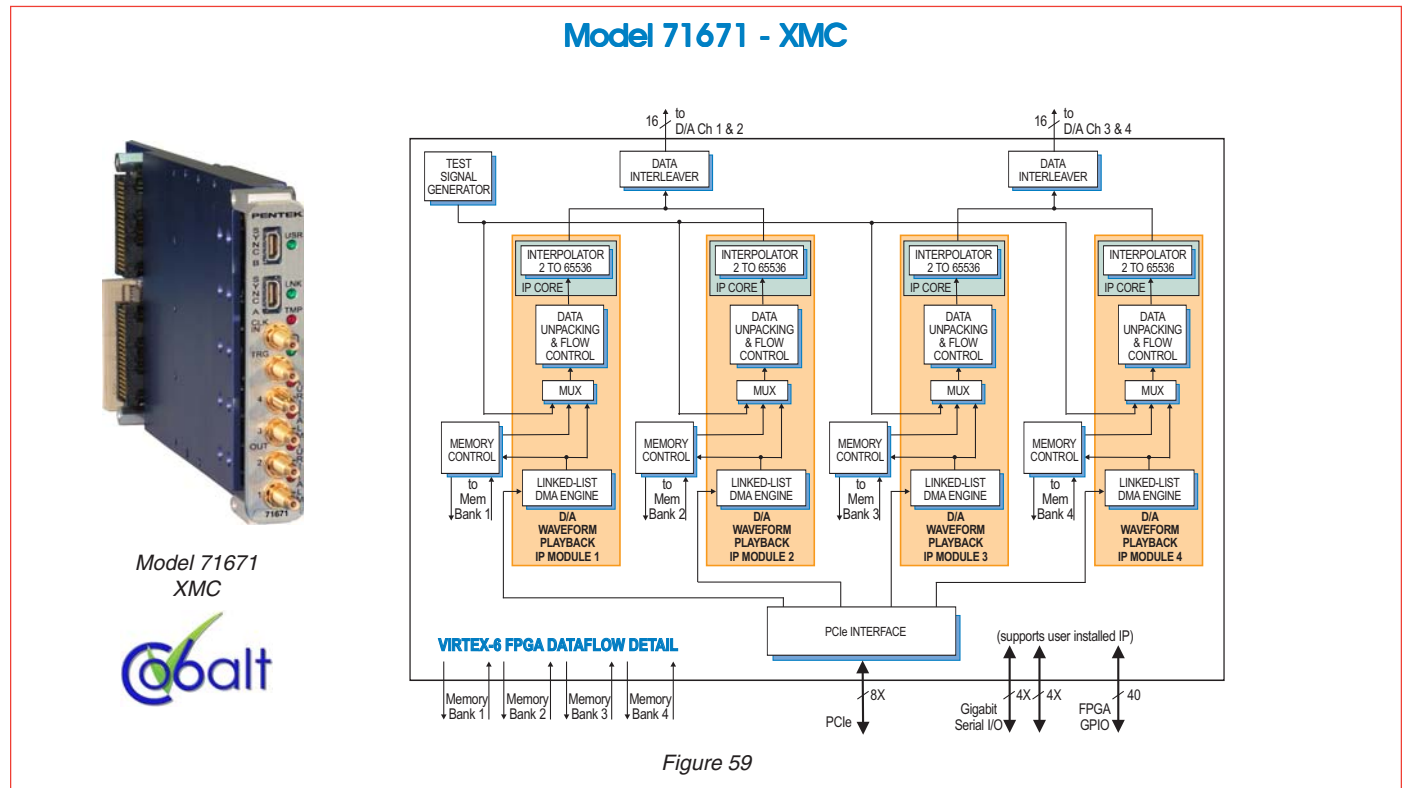 Model 71671 - XMC
PENTEK
SYNC B
USR
SYNC A
LNK
TMP
CLK IN
TRG
4
3
OUT
2
71671
Model 71671
XMC
Cobalt
16
to
D/A Ch 1 & 2
16
to
D/A Ch 3 & 4
TEST
SIGNAL
GENERATOR
DATA
INTERLEAVER
DATA
INTERLEAVER
INTERPOLATOR
2 TO 65536
IP CORE
DATA
UNPACKING
& FLOW
CONTROL
MUX
MEMORY
CONTROL
to
Mem
Bank 1
LINKED-LIST
DMA ENGINE
D/A
WAVEFORM
PLAYBACK
IP MODULE 1
INTERPOLATOR
2 TO 65536
IP CORE
DATA
UNPACKING
& FLOW
CONTROL
MUX
MEMORY
CONTROL
to
Mem
Bank 2
LINKED-LIST
DMA ENGINE
D/A
WAVEFORM
PLAYBACK
IP MODULE 2
INTERPOLATOR
2 TO 65536
IP CORE
DATA
UNPACKING
& FLOW
CONTROL
MUX
MEMORY
CONTROL
to
Mem
Bank 3
LINKED-LIST
DMA ENGINE
D/A
WAVEFORM
PLAYBACK
IP MODULE 3
INTERPOLATOR
2 TO 65536
IP CORE
DATA
UNPACKING
& FLOW
CONTROL
MUX
MEMORY
CONTROL
to
Mem
Bank 4
LINKED-LIST
DMA ENGINE
D/A
WAVEFORM
PLAYBACK
IP MODULE 4
PCIe INTERFACE
VIRTEX-6 FPGA DATAFLOW DETAIL
(supports user installed IP)
Memory
Bank 1
Memory
Bank 2
Memory
Bank 3
Memory
Bank 4
8X
PCIe
4X
4X
Gigabit
Serial I/O
40
FPGA
GPIO
Figure 59